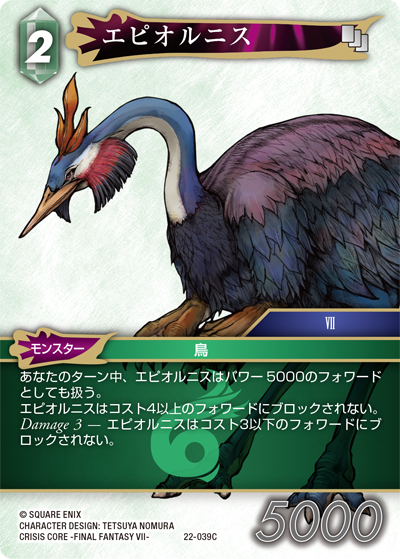 2
エピオルニス
VII
モンスター
鳥
あなたのターン中、エピオルニスはパワー5000のフォワード
としても扱う。
エピオルニスはコスト4以上のフォワードにブロックされない。
Damage 3 — エピオルニスはコスト3以下のフォワードにブ
ロックされない。
© SQUARE ENIX
CHARACTER DESIGN: TETSUYA NOMURA
CRISIS CORE -FINAL FANTASY VII-
22-039C
5000